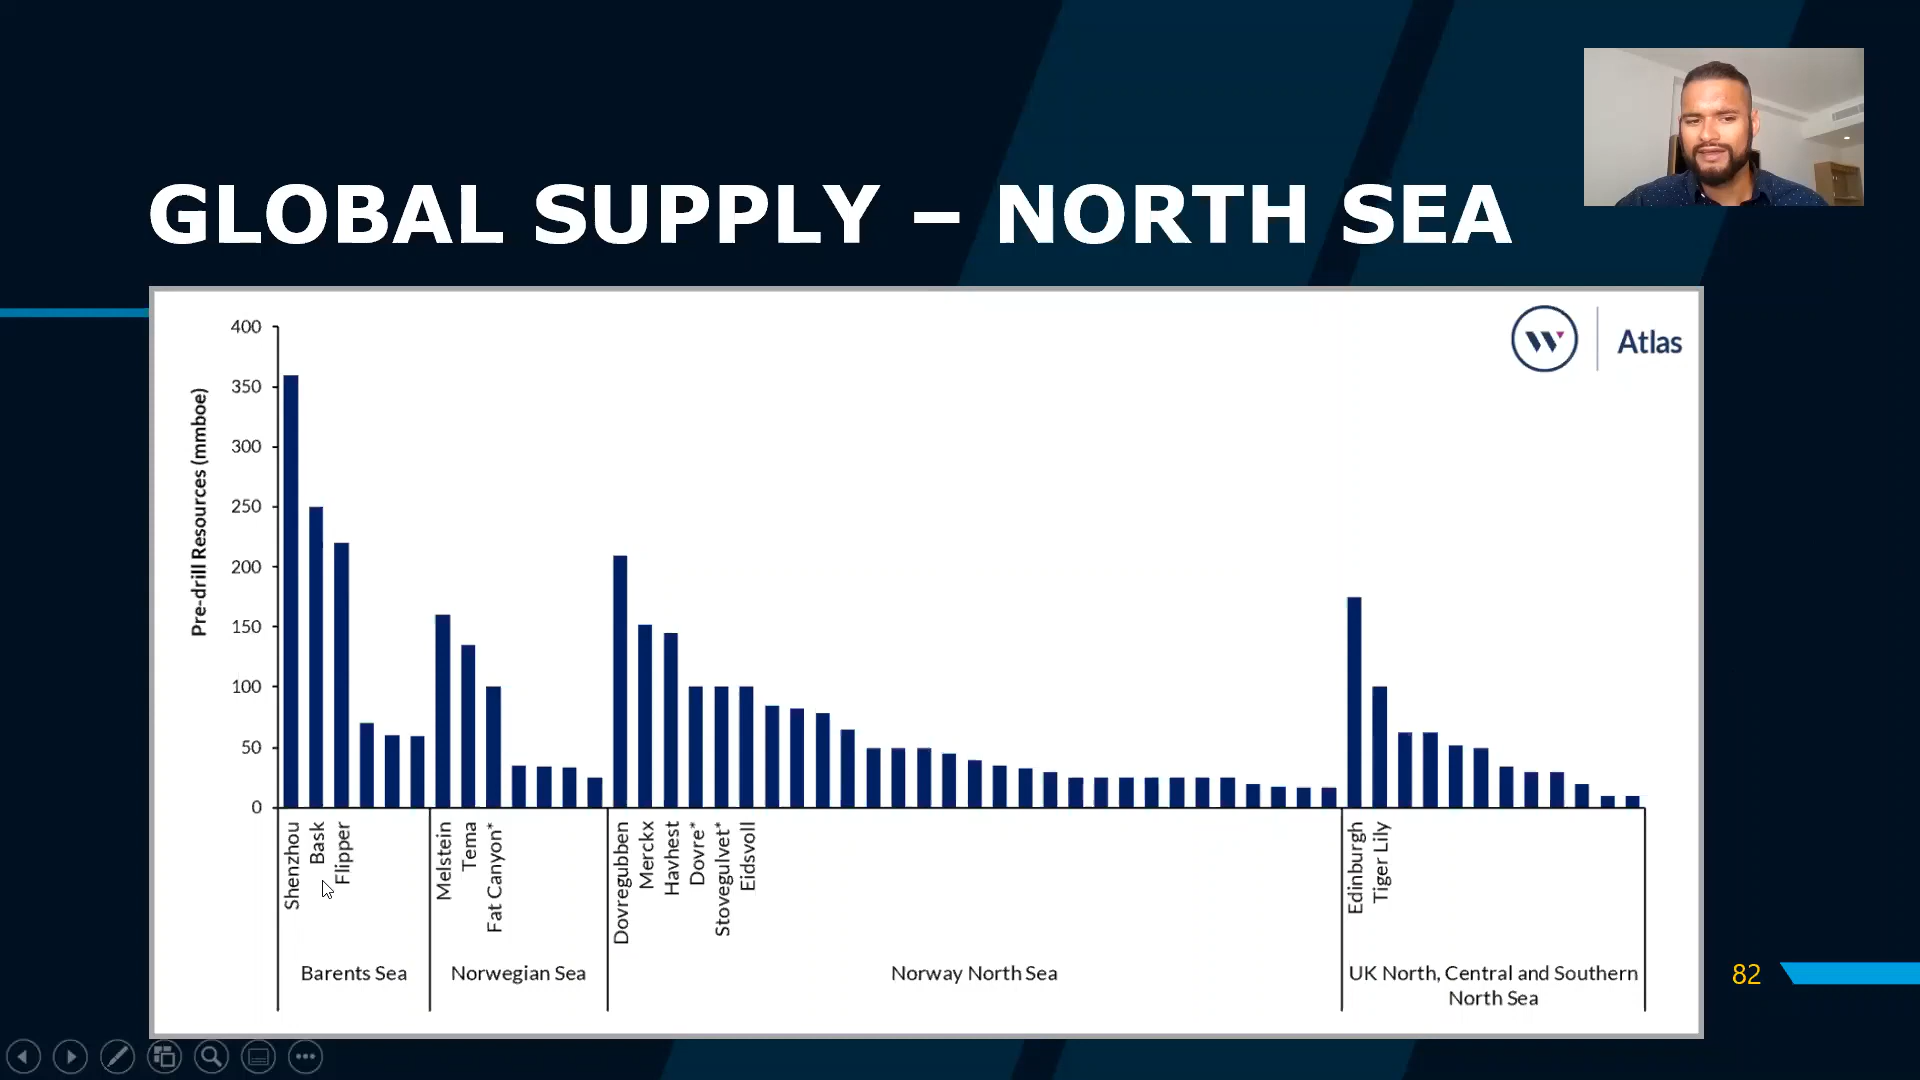 GLOBAL SUPPLY – NORTH SEA
W Atlas
Pre-drill Resources (mmboe)
400
350
300
250
200
150
100
50
0
Shenzhou
Bask
Flipper
Melstein
Tema
Fat Canyon*
Dovregubben
Merckx
Havhest
Dovre*
Stovegulvet*
Eidsvoll
Edinburgh
Tiger Lily
Barents Sea
Norwegian Sea
Norway North Sea
UK North, Central and Southern
North Sea
82